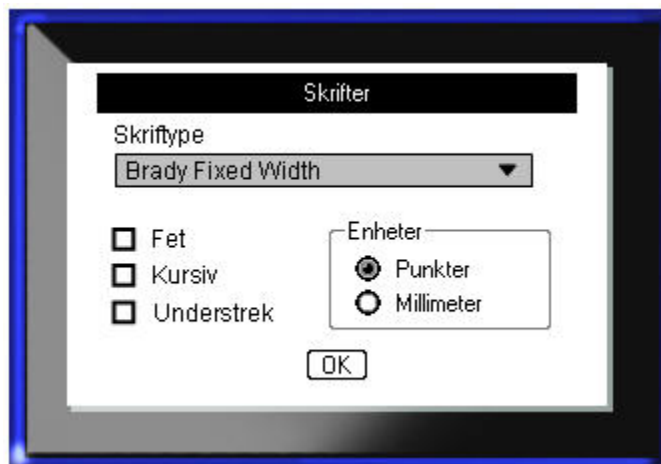 Skrifter
Skriftype
Brady Fixed Width
Fet
Kursiv
Understrek
Enheter
Punkter
Millimeter
OK